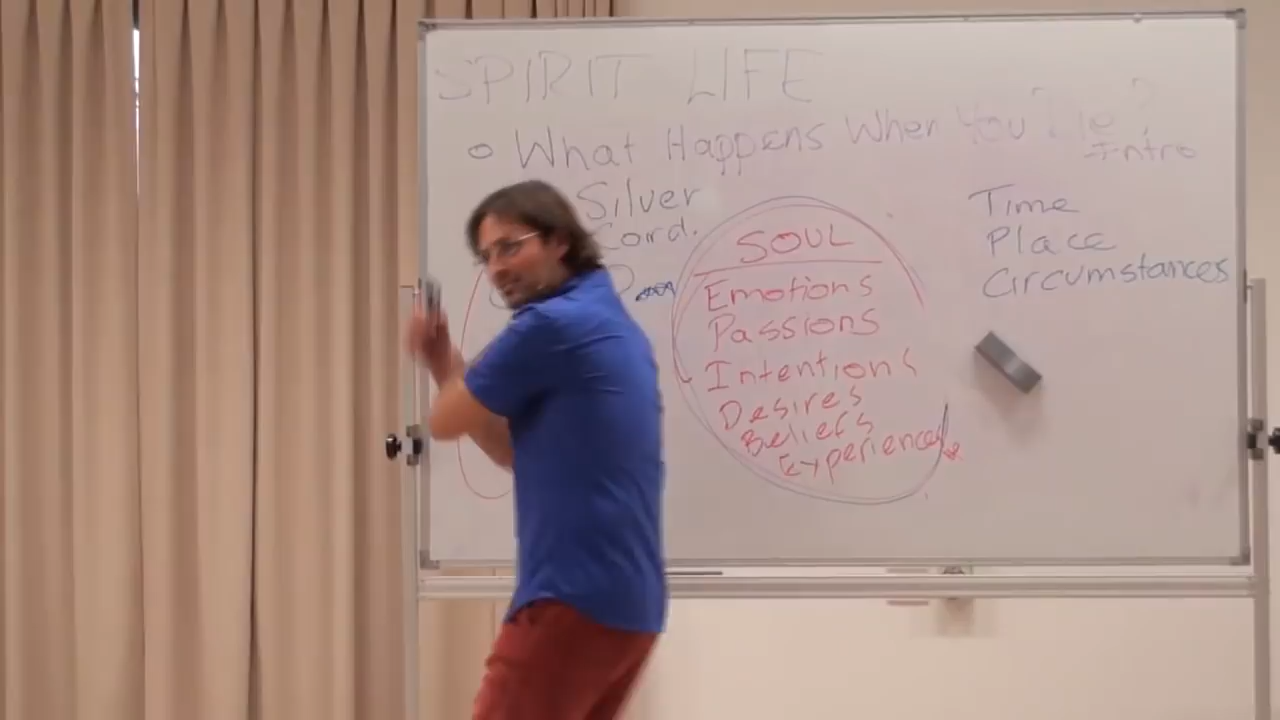 SPIRIT LIFE
o What Happens When You Die?
- Intro
Silver
Cord.
SOUL
Emotions
Passions
Intentions
Desires
Beliefs
Experiences
Time
Place
Circumstances